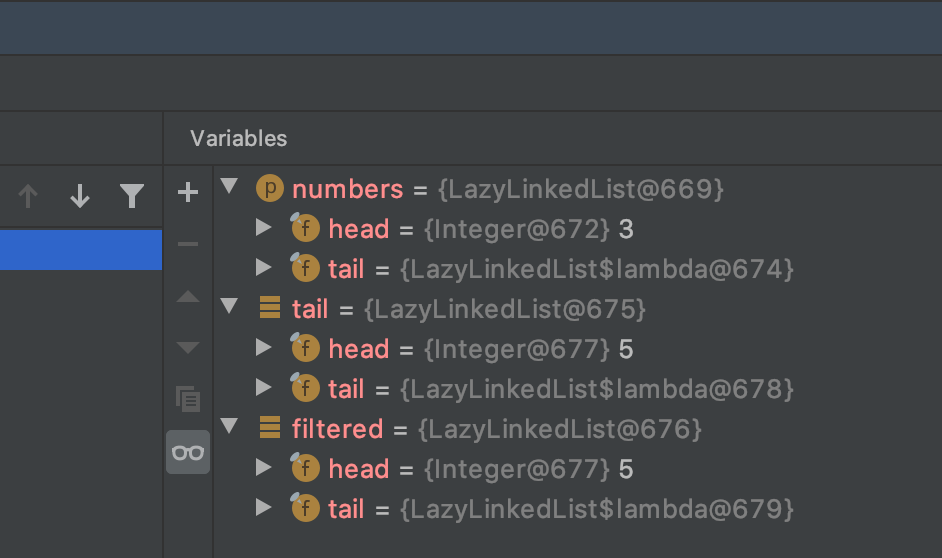 Variables
p numbers = {LazyLinkedList@669}
f head = {Integer@672} 3
f tail = {LazyLinkedList$lambda@674}
tail = {LazyLinkedList@675}
f head = {Integer@677} 5
f tail = {LazyLinkedList$lambda@678}
filtered = {LazyLinkedList@676}
f head = {Integer@677} 5
f tail = {LazyLinkedList$lambda@679}